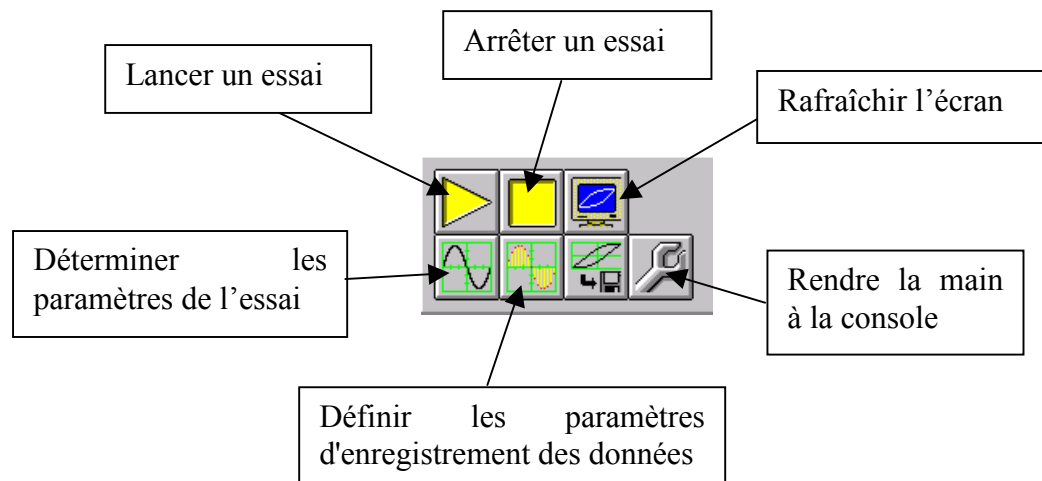 Arrêter un essai
Lancer un essai
Rafraîchir l’écran
Déterminer les
paramètres de l’essai
Rendre la main
à la console
Définir les paramètres
d'enregistrement des données